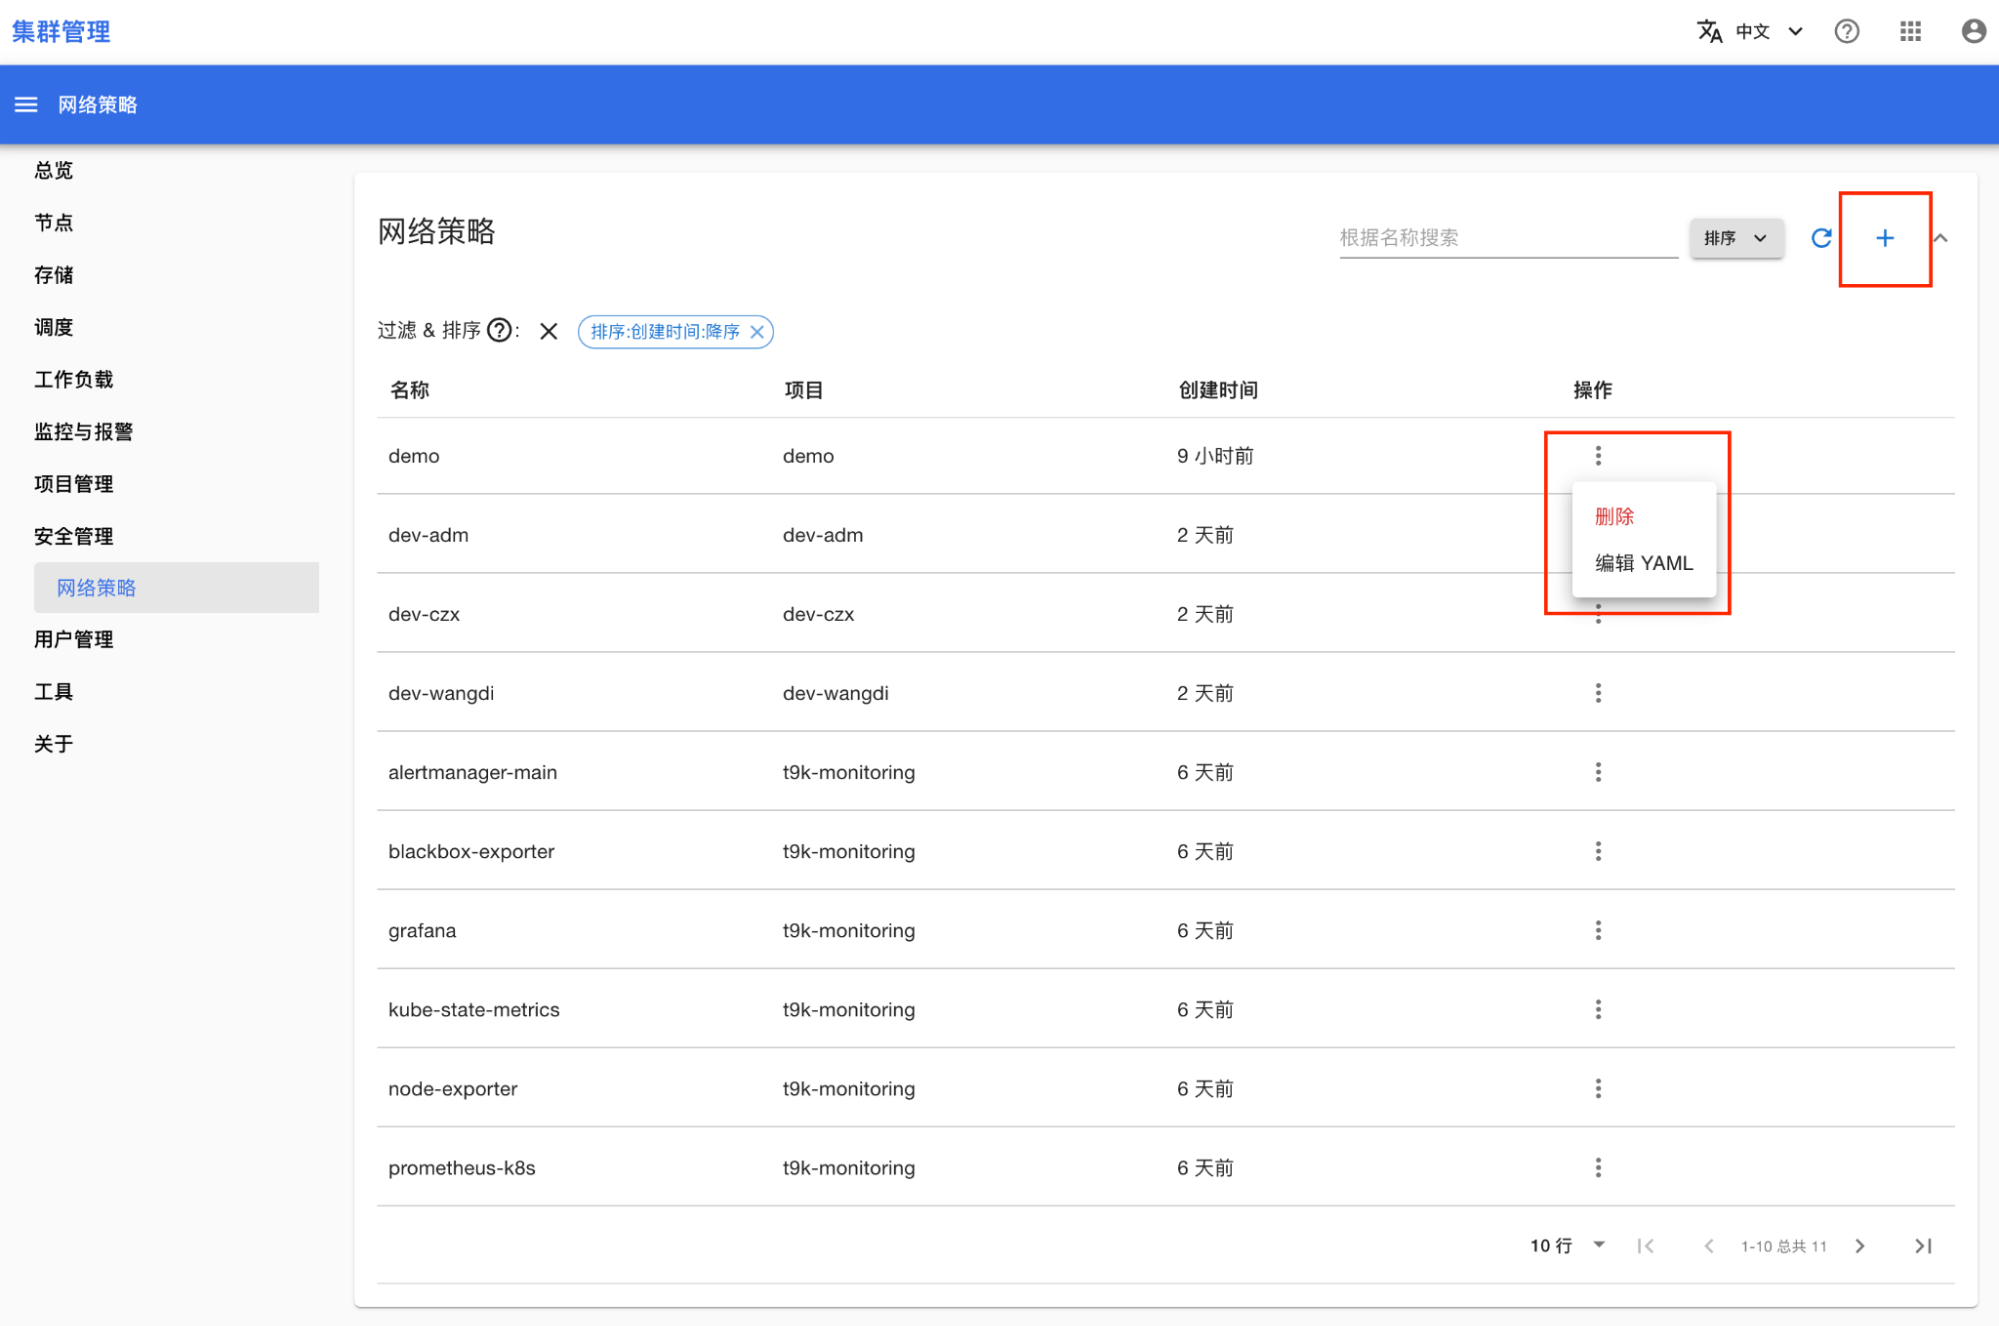 集群管理
中文
网络策略
总览
节点
存储
调度
工作负载
监控与报警
项目管理
安全管理
网络策略
用户管理
工具
关于
网络策略
根据名称搜索
排序
过滤 & 排序 ? :
排序:创建时间:降序
名称 项目 创建时间 操作
demo demo 9 小时前
删除
编辑 YAML
dev-adm dev-adm 2 天前
dev-czx dev-czx 2 天前
dev-wangdi dev-wangdi 2 天前
alertmanager-main t9k-monitoring 6 天前
blackbox-exporter t9k-monitoring 6 天前
grafana t9k-monitoring 6 天前
kube-state-metrics t9k-monitoring 6 天前
node-exporter t9k-monitoring 6 天前
prometheus-k8s t9k-monitoring 6 天前
10 行 1-10 总共 11